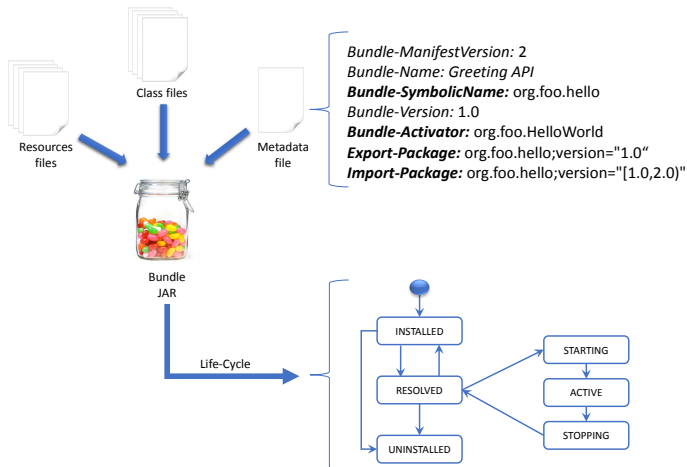 Class files
Resources
files
Metadata
file
Bundle-ManifestVersion: 2
Bundle-Name: Greeting API
Bundle-SymbolicName: org.foo.hello
Bundle-Version: 1.0
Bundle-Activator: org.foo.HelloWorld
Export-Package: org.foo.hello;version="1.0“
Import-Package: org.foo.hello;version="[1.0,2.0)"
Bundle
JAR
Life-Cycle
INSTALLED
RESOLVED
UNINSTALLED
STARTING
ACTIVE
STOPPING